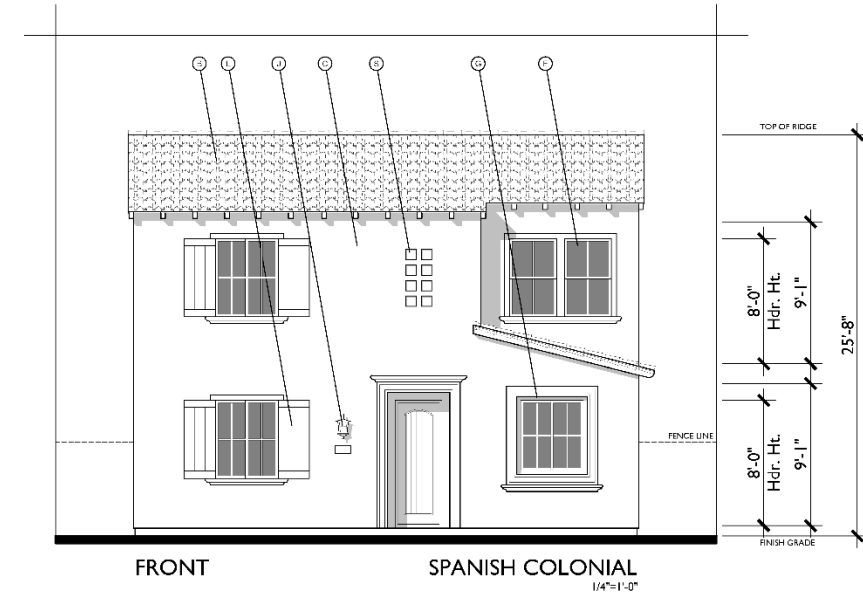 B L J C S G F
TOP OF RIDGE
8'-0"
Hdr. Ht.
9'-1"
25'-8"
FENCE LINE
8'-0"
Hdr. Ht.
9'-1"
FINISH GRADE
FRONT SPANISH COLONIAL
1/4"=1'-0"